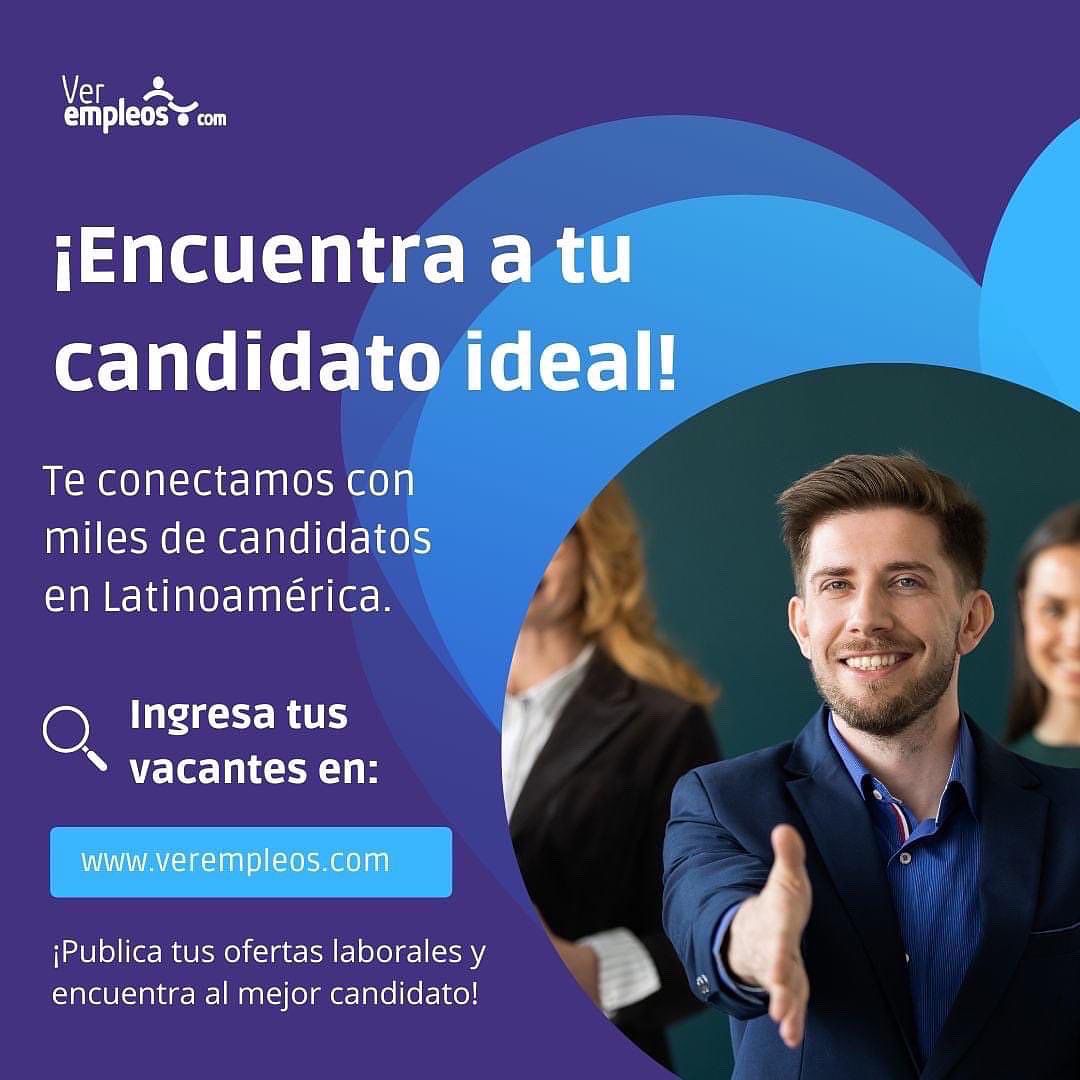 Ver
empleos.com
¡Encuentra a tu
candidato ideal!
Te conectamos con
miles de candidatos
en Latinoamérica.
Ingresa tus
vacantes en:
www.verempleos.com
¡Publica tus ofertas laborales y
encuentra al mejor candidato!